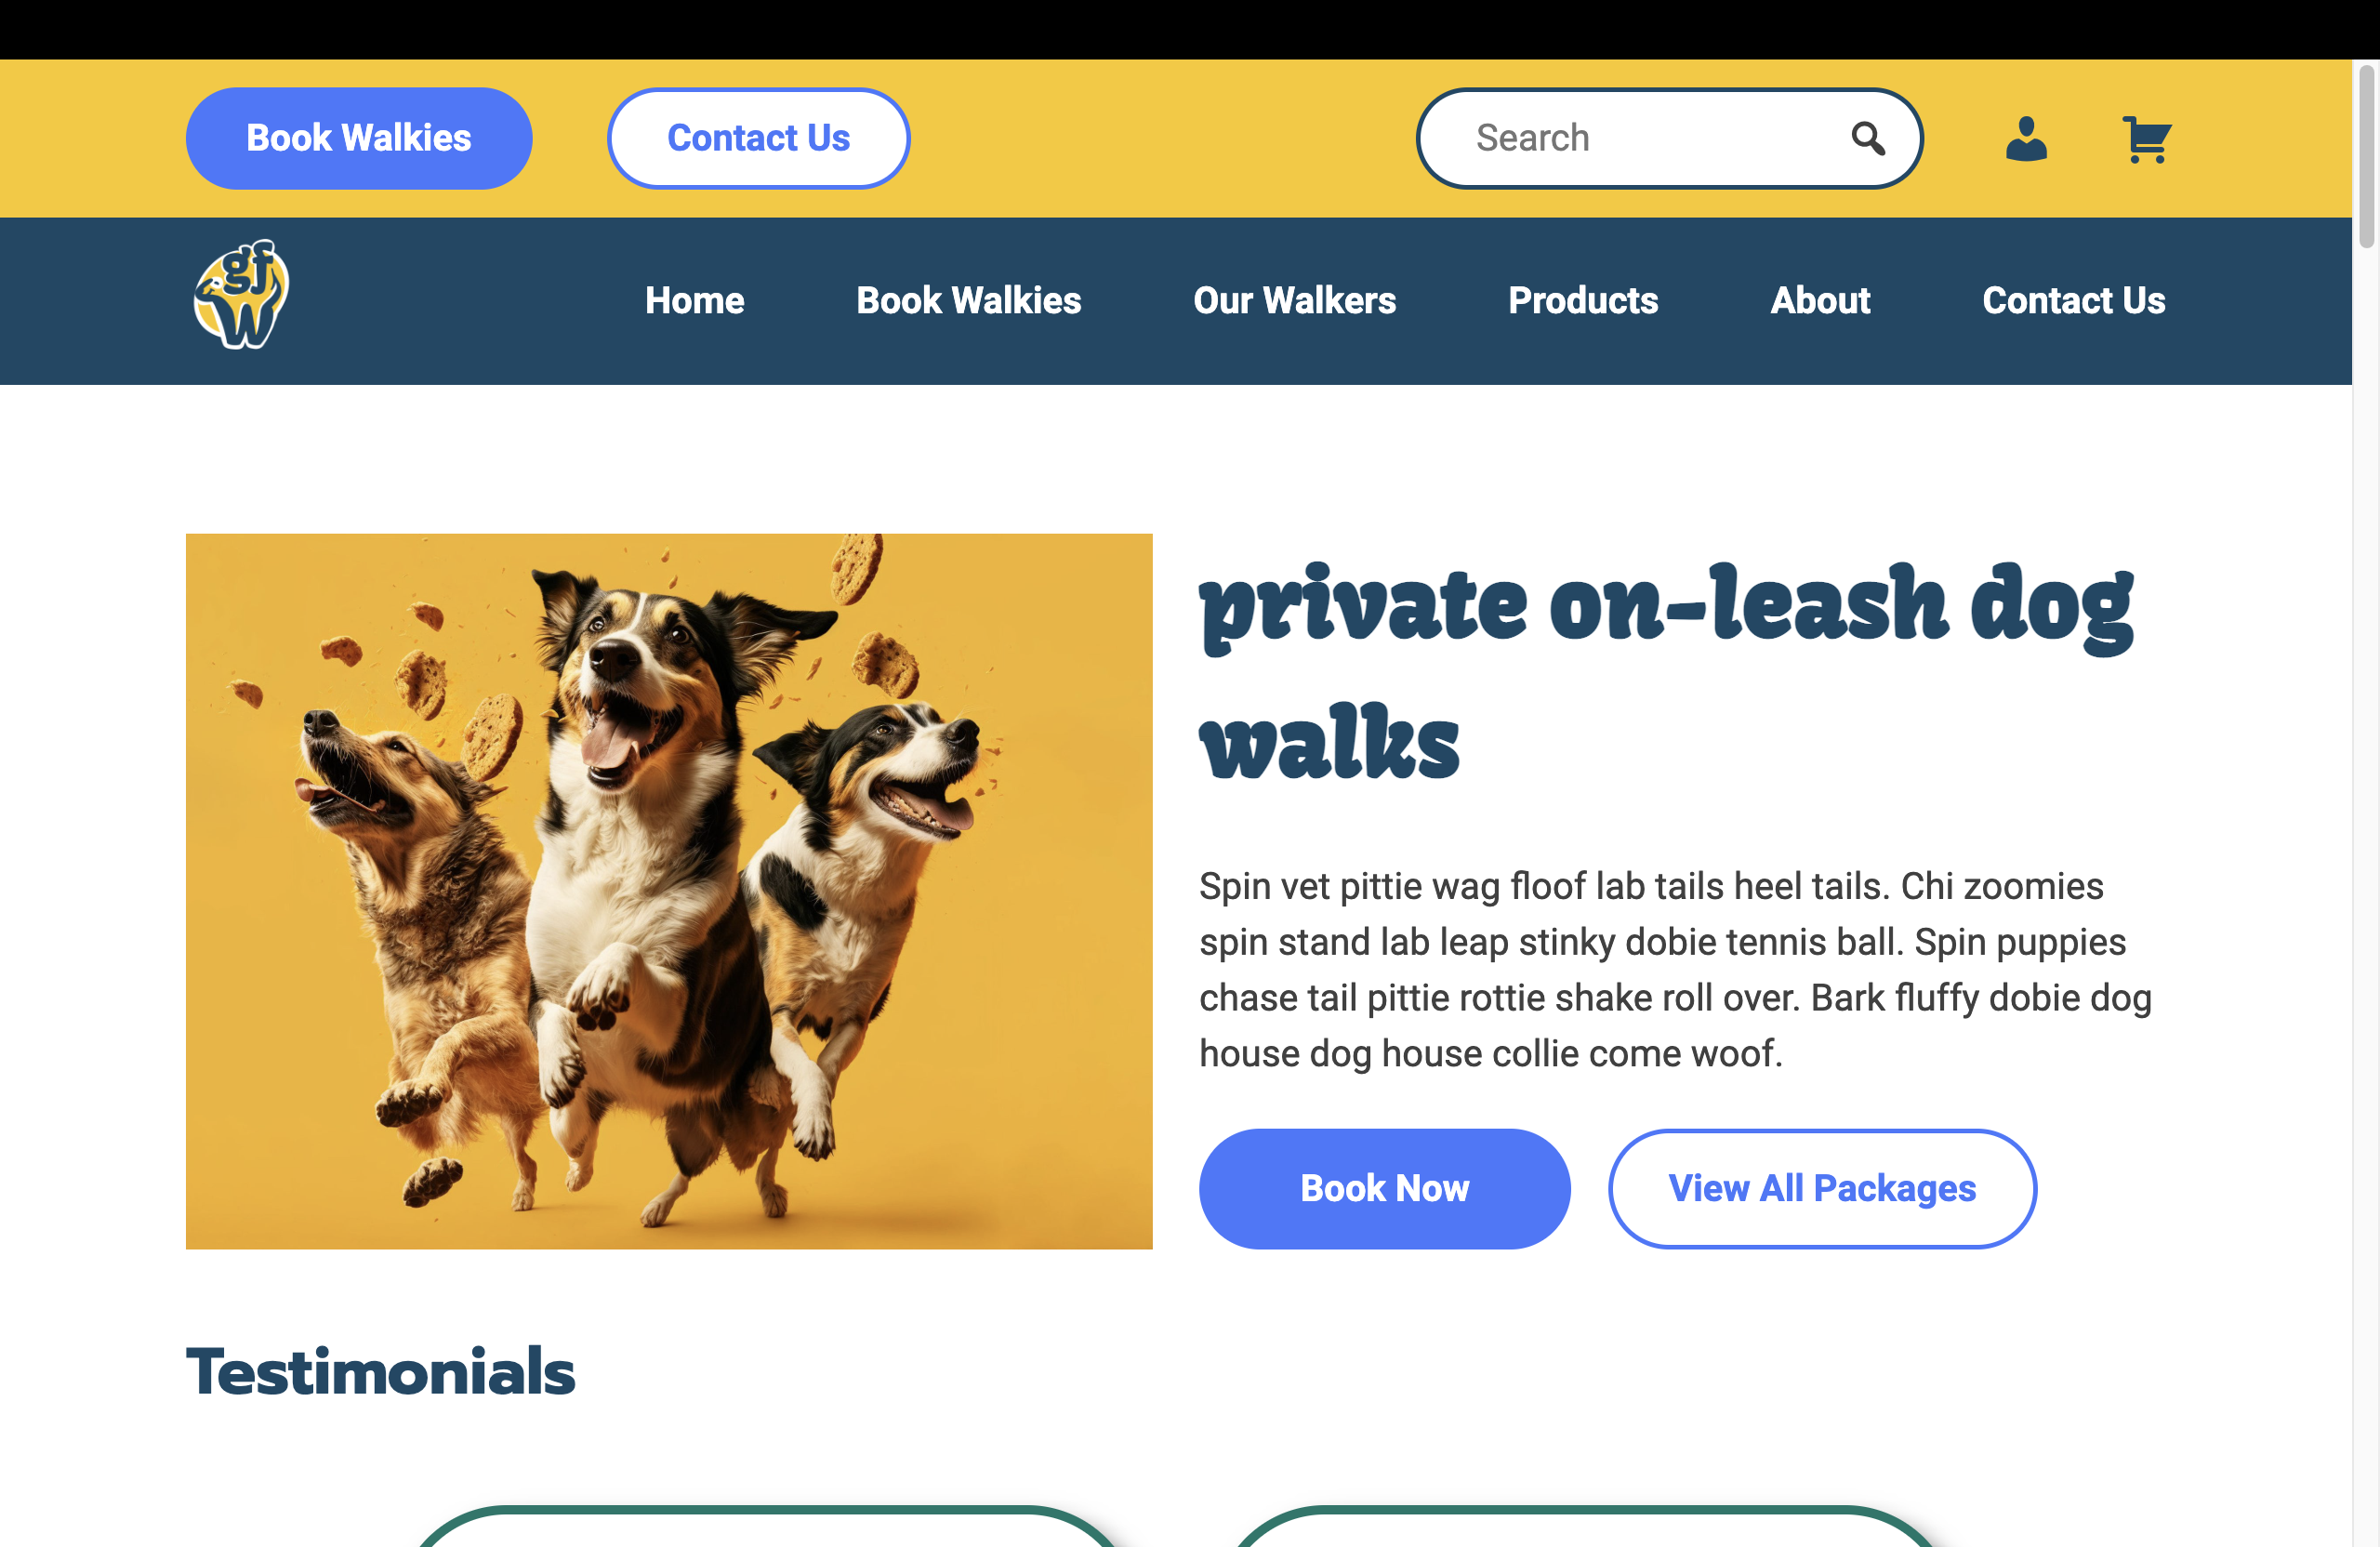 Book Walkies
Contact Us
Search
gf
W
Home
Book Walkies
Our Walkers
Products
About
Contact Us
private on-leash dog
walks
Spin vet pittie wag floof lab tails heel tails. Chi zoomies
spin stand lab leap stinky dobie tennis ball. Spin puppies
chase tail pittie rottie shake roll over. Bark fluffy dobie dog
house dog house collie come woof.
Book Now
View All Packages
Testimonials